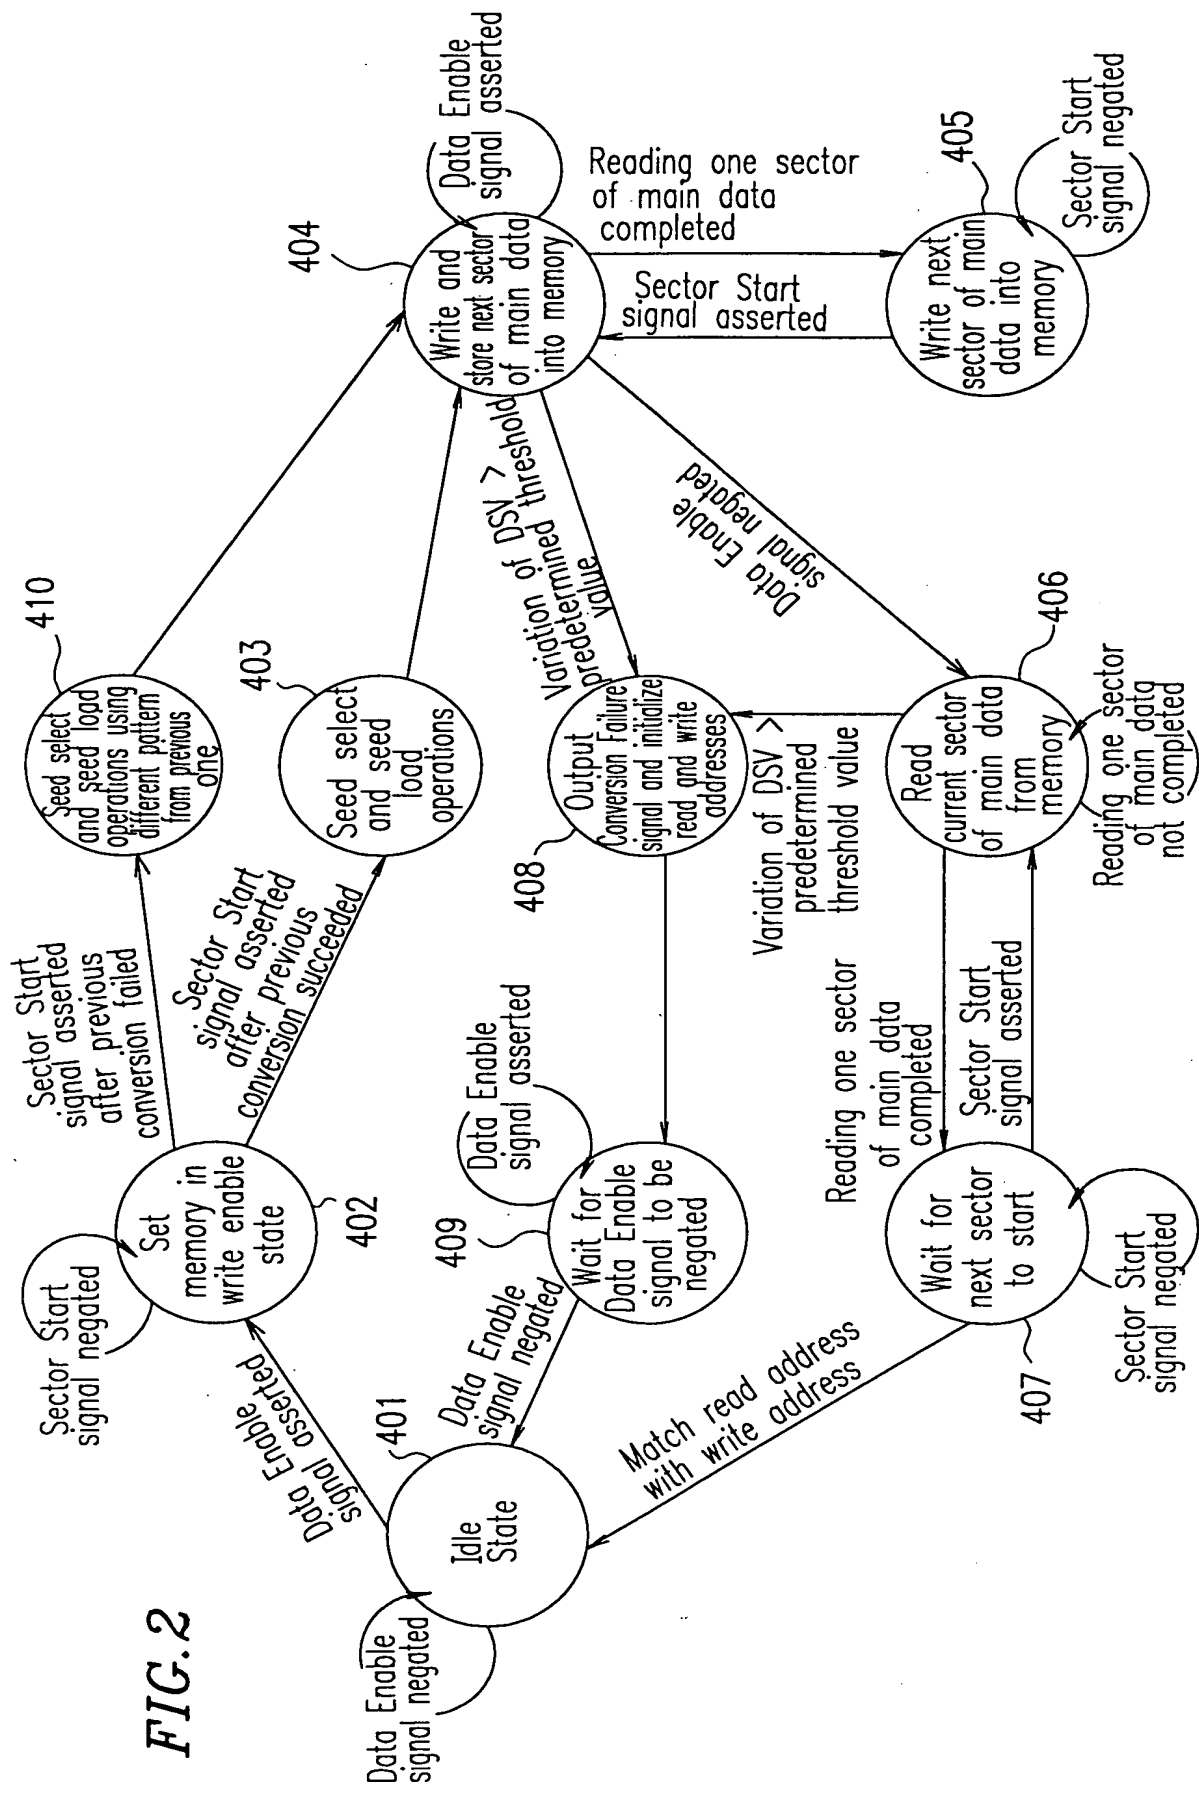 FIG.2
Data Enable
signal negated
Idle
State
401
Data Enable
signal asserted
Sector Start
signal negated
Set
memory in
write enable
state
402
Sector Start
signal asserted
after previous
conversion failed
Sector Start
signal asserted
after previous
conversion succeeded
410
Seed select
and seed load
operations using
different pattern
from previous
one
403
Seed select
and seed
load
operations
404
Write and
store next sector
of main data
into memory
Data Enable
signal asserted
Reading one sector
of main data
completed
Sector Start
signal asserted
405
Write next
sector of main
data into
memory
Sector Start
signal negated
Variation of DSV >
predetermined threshold
value
Data Enable
signal negated
408
Output
Conversion Failure
signal and initialize
read and write
addresses
Variation of DSV >
predetermined
threshold value
406
Read
current sector
of main data
from
memory
Reading one sector
of main data
not completed
Reading one sector
of main data
completed
Sector Start
signal asserted
409
Wait for
Data Enable
signal to be
negated
Data Enable
signal asserted
Data Enable
signal negated
407
Wait for
next sector
to start
Sector Start
signal negated
Match read address
with write address